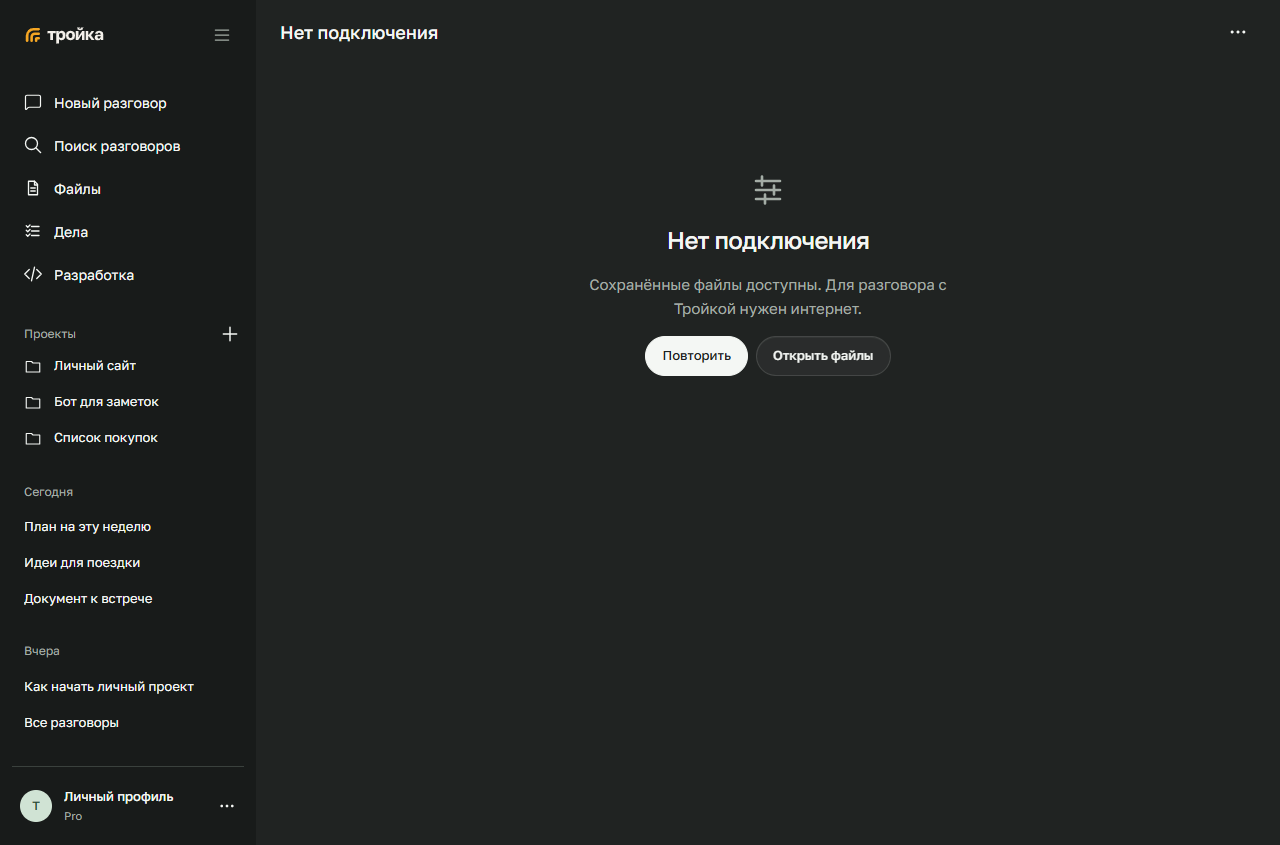 тройка
Новый разговор
Поиск разговоров
Файлы
Дела
Разработка
Проекты
Личный сайт
Бот для заметок
Список покупок
Сегодня
План на эту неделю
Идеи для поездки
Документ к встрече
Вчера
Как начать личный проект
Все разговоры
Т
Личный профиль
Pro
Нет подключения
Нет подключения
Сохранённые файлы доступны. Для разговора с
Тройкой нужен интернет.
Повторить
Открыть файлы